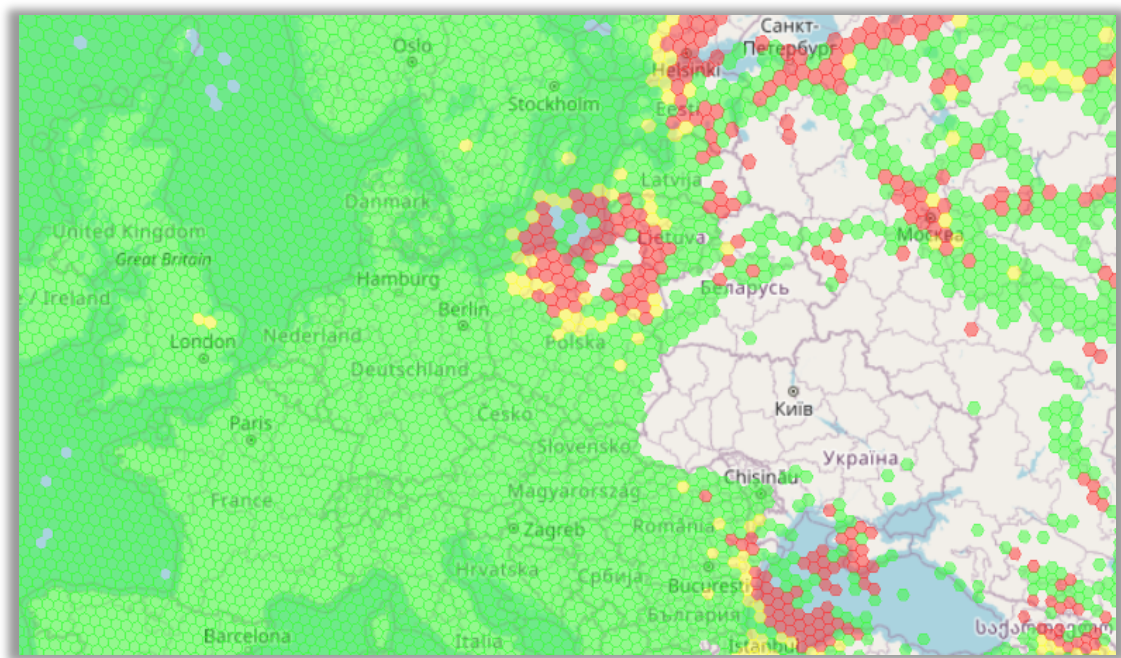 Санкт-
Петербург
Oslo
Helsinki
Stockholm
Eesti
Latvija
Danmark
United Kingdom
Lietuva
Москва
Great Britain
Hamburg
Беларусь
/ Ireland
Berlin
London
Nederland
Polska
Deutschland
Київ
Paris
Česko
Slovensko
Україна
Chișinău
France
Magyarország
Zagreb
România
Hrvatska
Србија
București
България
Barcelona
Italia
Istanbul
საქართველო